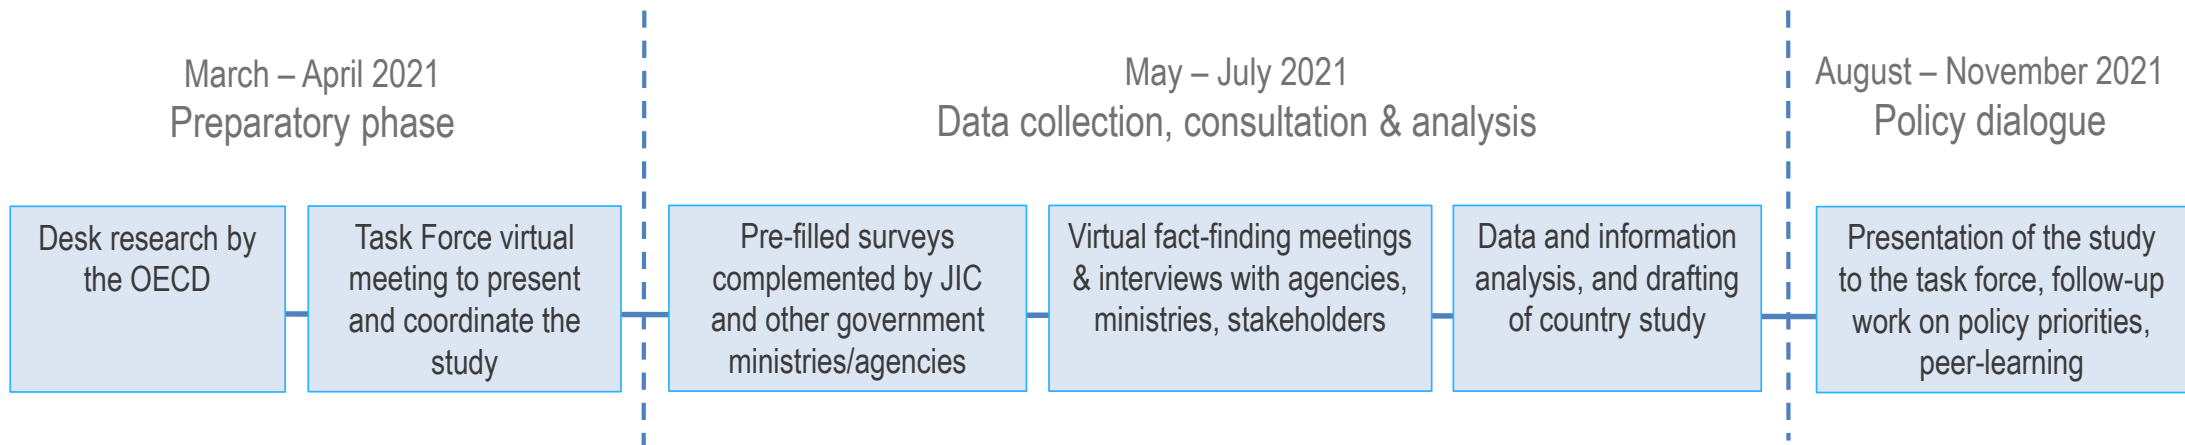 March – April 2021
Preparatory phase
May – July 2021
Data collection, consultation & analysis
August – November 2021
Policy dialogue
Desk research by
the OECD
Task Force virtual
meeting to present
and coordinate the
study
Pre-filled surveys
complemented by JIC
and other government
ministries/agencies
Virtual fact-finding meetings
& interviews with agencies,
ministries, stakeholders
Data and information
analysis, and drafting
of country study
Presentation of the study
to the task force, follow-up
work on policy priorities,
peer-learning